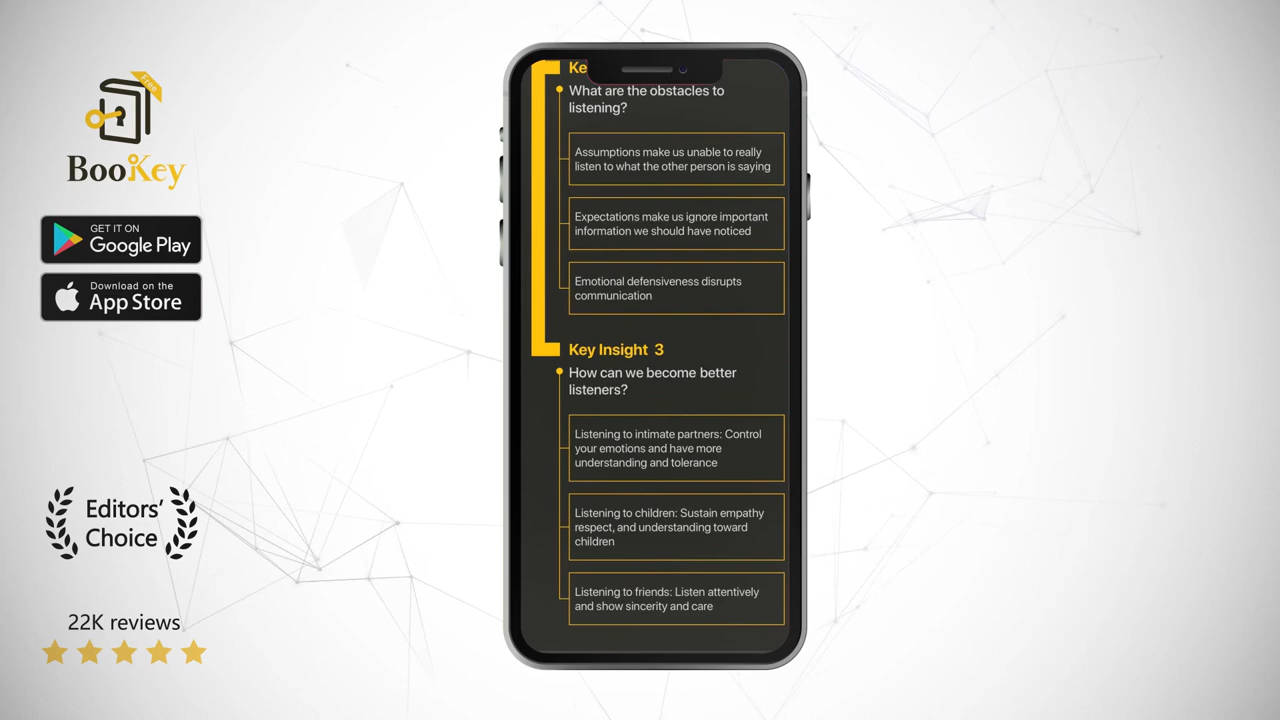 Free
BooKey
GET IT ON
Google Play
Download on the
App Store
Editors'
Choice
22K reviews
Ke
What are the obstacles to
listening?
Assumptions make us unable to really
listen to what the other person is saying
Expectations make us ignore important
information we should have noticed
Emotional defensiveness disrupts
communication
Key Insight 3
How can we become better
listeners?
Listening to intimate partners: Control
your emotions and have more
understanding and tolerance
Listening to children: Sustain empathy
respect, and understanding toward
children
Listening to friends: Listen attentively
and show sincerity and care